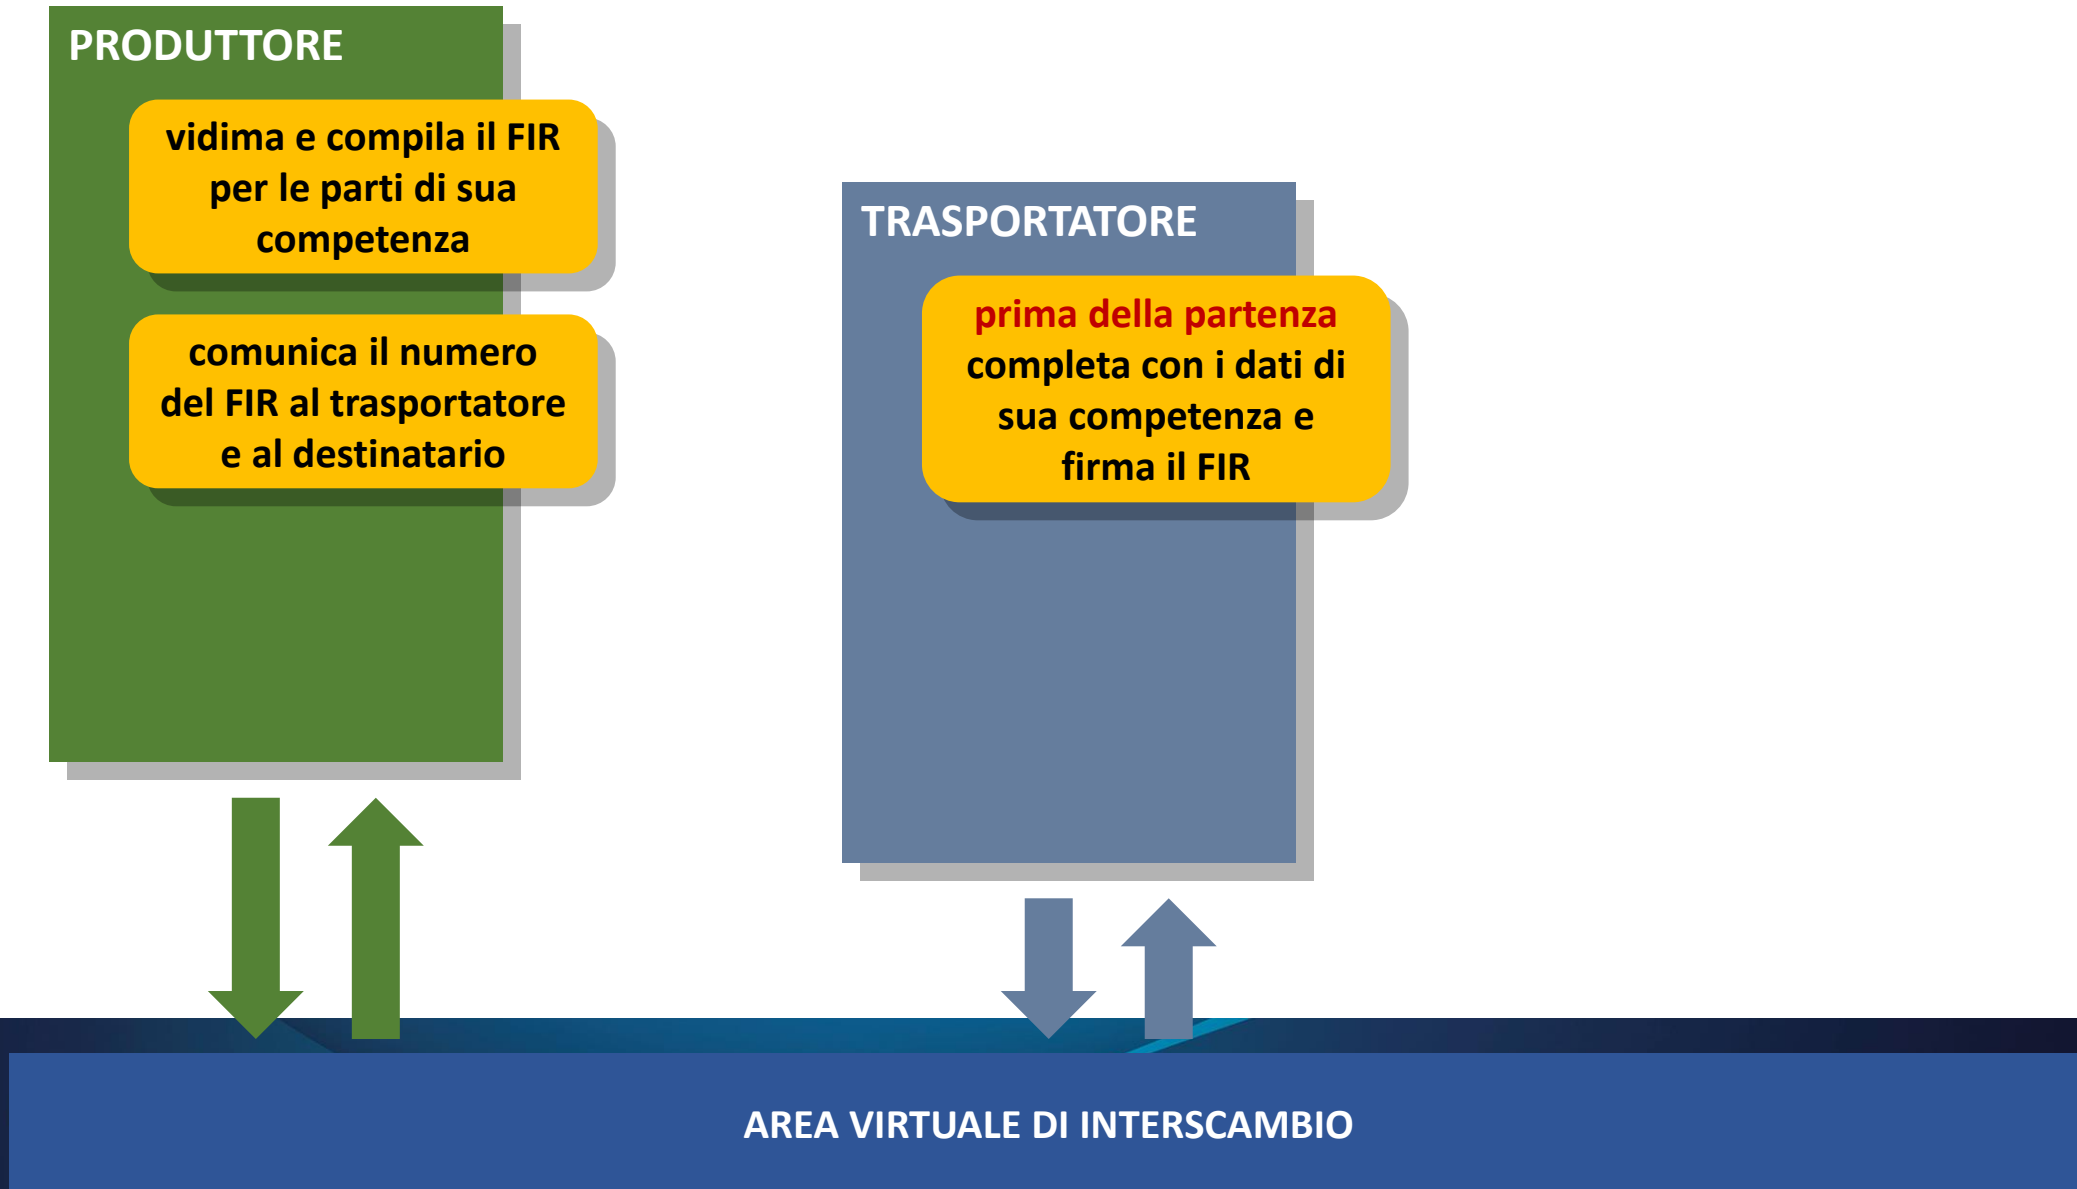 PRODUTTORE
vidima e compila il FIR
per le parti di sua
competenza
comunica il numero
del FIR al trasportatore
e al destinatario
TRASPORTATORE
prima della partenza
completa con i dati di
sua competenza e
firma il FIR
AREA VIRTUALE DI INTERSCAMBIO